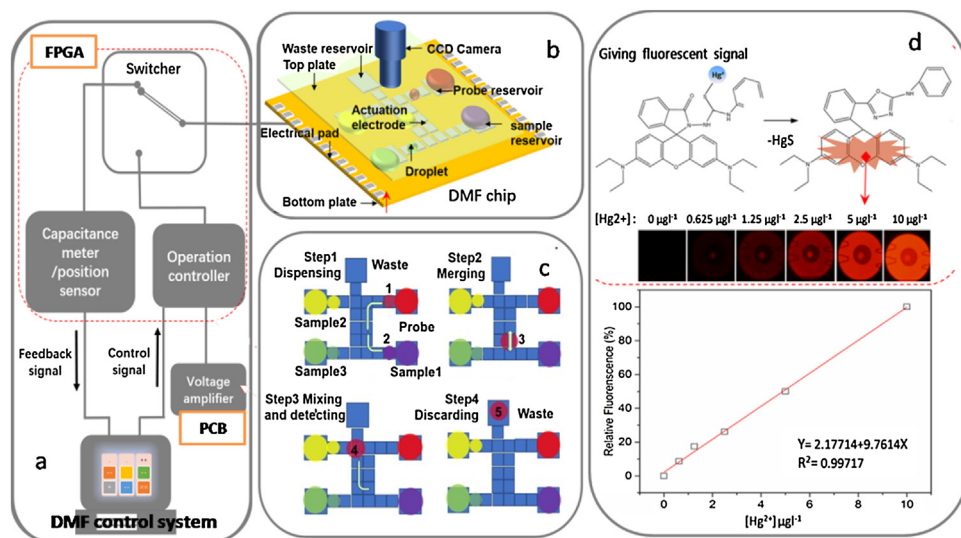 FPGA
Switcher
Capacitance
meter
/position
sensor
Operation
controller
Feedback
signal
Control
signal
Voltage
amplifier
PCB
a
DMF control system
b
Waste reservoir
Top plate
CCD Camera
Probe reservoir
Actuation
electrode
Electrical pad
sample
reservoir
Droplet
Bottom plate
DMF chip
c
Step1
Dispensing
Waste
1
Sample2
Probe
2
Sample3
Sample1
Step2
Merging
3
Step3 Mixing
and detecting
4
Step4
Discarding
Waste
5
d
Giving fluorescent signal
-HgS
[Hg2+] : 0 µgl-1 0.625 µgl-1 1.25 µgl-1 2.5 µgl-1 5 µgl-1 10 µgl-1
Relative Fluorescence (%)
100
80
60
40
20
0
Y= 2.17714+9.7614X
R²= 0.99717
0 2 4 6 8 10
[Hg²⁺] µgl⁻¹